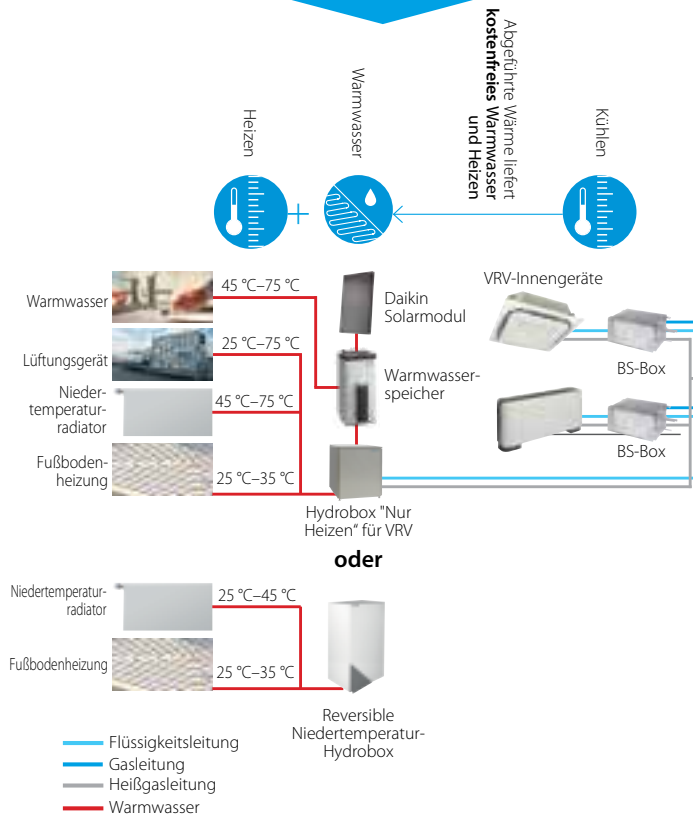 Heizen
Warmwasser
Abgeführte Wärme liefert
kostenfreies Warmwasser
und Heizen
Kühlen
Warmwasser
45 °C–75 °C
Lüftungsgerät
25 °C–75 °C
Nieder-
temperatur-
radiator
45 °C–75 °C
Fußboden-
heizung
25 °C–35 °C
Daikin
Solarmodul
Warmwasser-
speicher
Hydrobox "Nur
Heizen“ für VRV
VRV-Innengeräte
BS-Box
BS-Box
oder
Niedertemperatur-
radiator
25 °C–45 °C
Fußbodenheizung
25 °C–35 °C
Reversible
Niedertemperatur-
Hydrobox
Flüssigkeitsleitung
Gasleitung
Heißgasleitung
Warmwasser